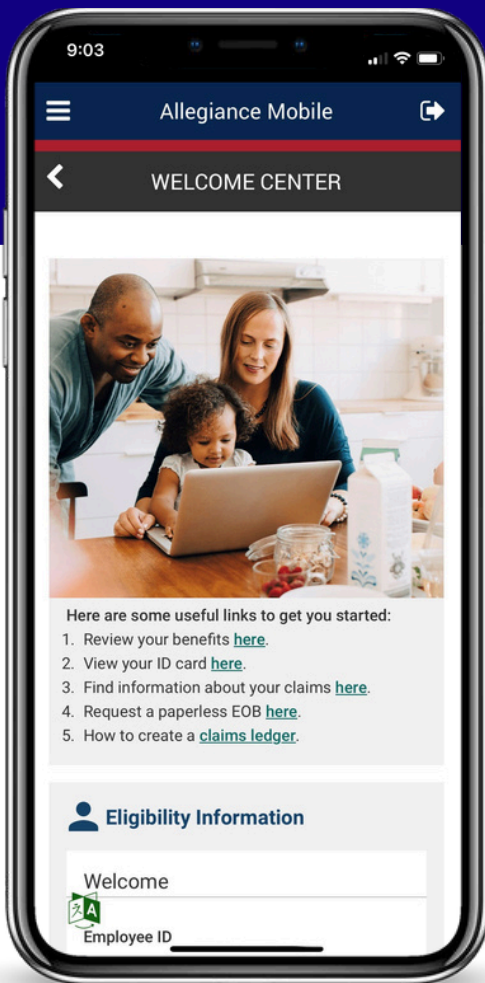 9:03
Allegiance Mobile
WELCOME CENTER
Here are some useful links to get you started:
1. Review your benefits here.
2. View your ID card here.
3. Find information about your claims here.
4. Request a paperless EOB here.
5. How to create a claims ledger.
Eligibility Information
Welcome
A
Employee ID